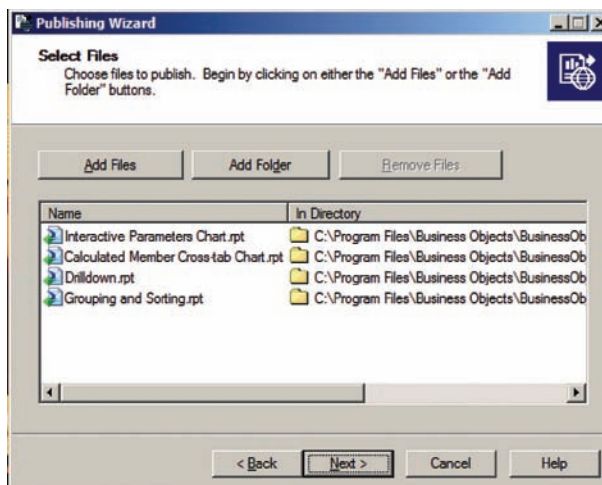 Publishing Wizard
Select Files
Choose files to publish. Begin by clicking on either the "Add Files" or the "Add
Folder" buttons.
Add Files Add Folder Remove Files
Name In Directory
Interactive Parameters Chart.rpt C:\Program Files\Business Objects\BusinessOb
Calculated Member Cross-tab Chart.rpt C:\Program Files\Business Objects\BusinessOb
Drilldown.rpt C:\Program Files\Business Objects\BusinessOb
Grouping and Sorting.rpt C:\Program Files\Business Objects\BusinessOb
< Back Next > Cancel Help